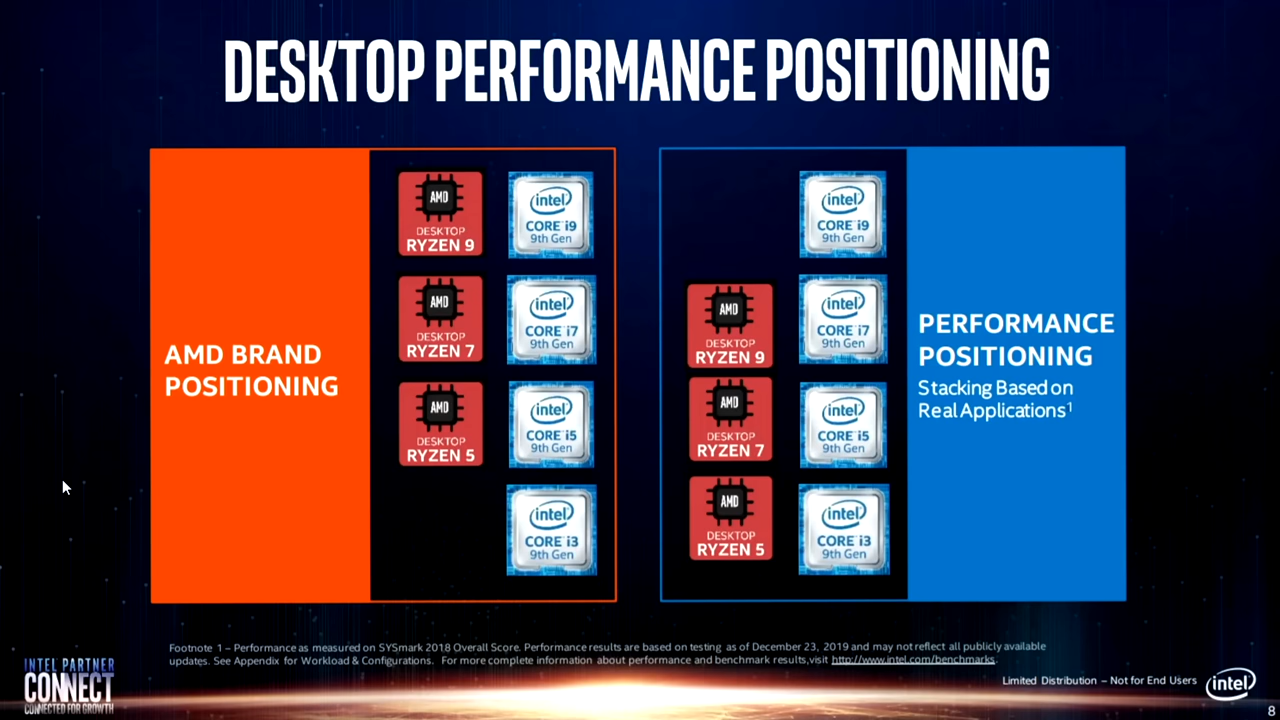 DESKTOP PERFORMANCE POSITIONING
AMD BRAND
POSITIONING
AMD
DESKTOP
RYZEN 9
intel
CORE i9
9th Gen
AMD
DESKTOP
RYZEN 7
intel
CORE i7
9th Gen
AMD
DESKTOP
RYZEN 5
intel
CORE i5
9th Gen
intel
CORE i3
9th Gen
intel
CORE i9
9th Gen
AMD
DESKTOP
RYZEN 9
intel
CORE i7
9th Gen
AMD
DESKTOP
RYZEN 7
intel
CORE i5
9th Gen
AMD
DESKTOP
RYZEN 5
intel
CORE i3
9th Gen
PERFORMANCE
POSITIONING
Stacking Based on
Real Applications¹
Footnote 1 – Performance as measured on SYSmark 2018 Overall Score. Performance results are based on testing as of December 23, 2019 and may not reflect all publicly available
updates. See Appendix for Workload & Configurations. For more complete information about performance and benchmark results,visit http://www.intel.com/benchmarks.
INTEL PARTNER
CONNECT
CONNECTED FOR GROWTH
Limited Distribution – Not for End Users
intel
8